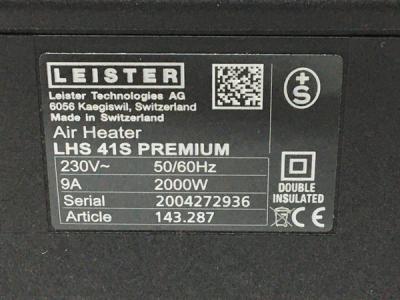 LEISTER
Leister Technologies AG
6056 Kaegiswil, Switzerland
Made in Switzerland
Air Heater
LHS 41S PREMIUM
230V~ 50/60Hz
9A 2000W
Serial 2004272936
Article 143.287
+S
DOUBLE
INSULATED
CE